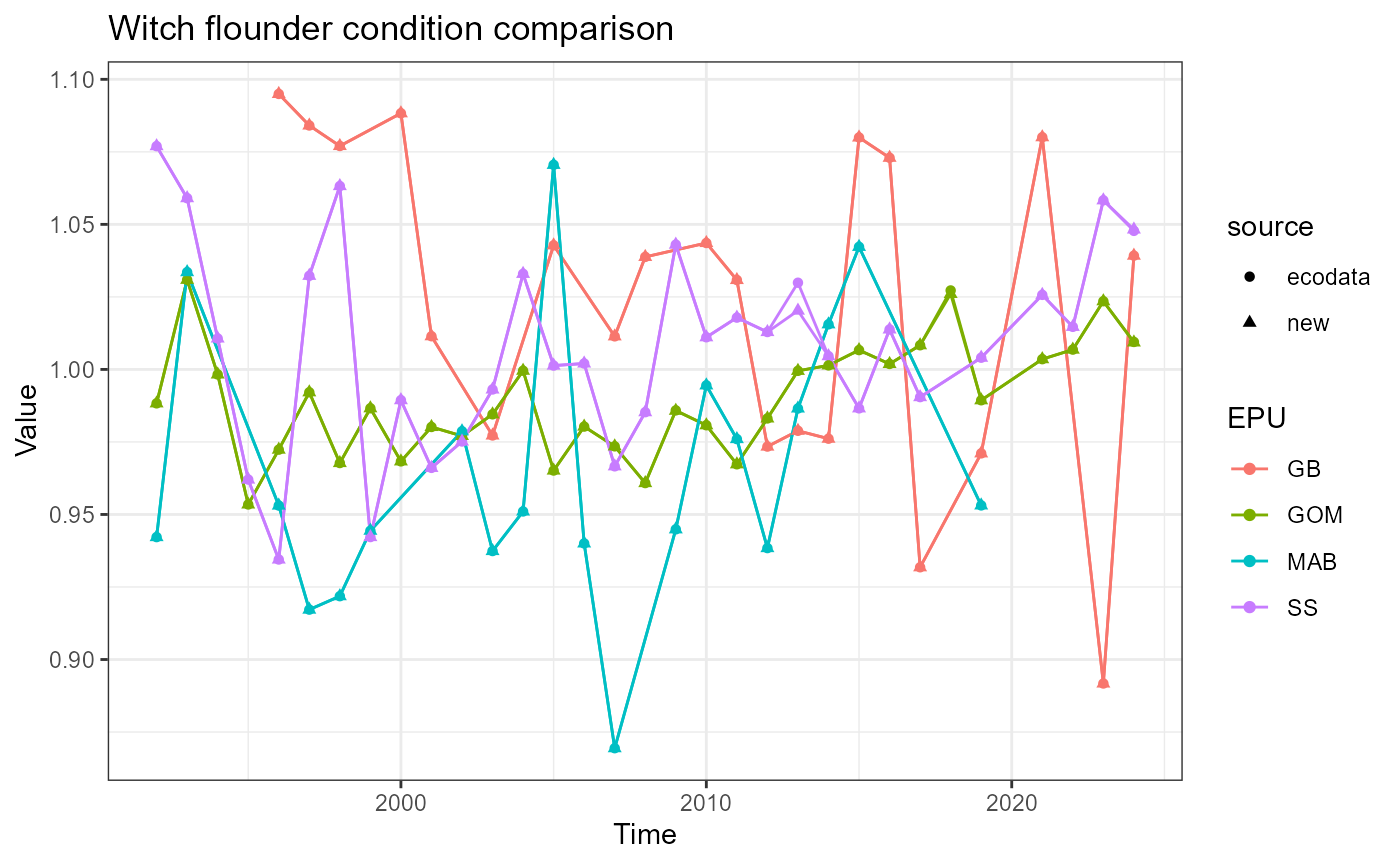 Witch flounder condition comparison
Value
1.10
1.05
1.00
0.95
0.90
2000
2010
2020
Time
source
ecodata
new
EPU
GB
GOM
MAB
SS